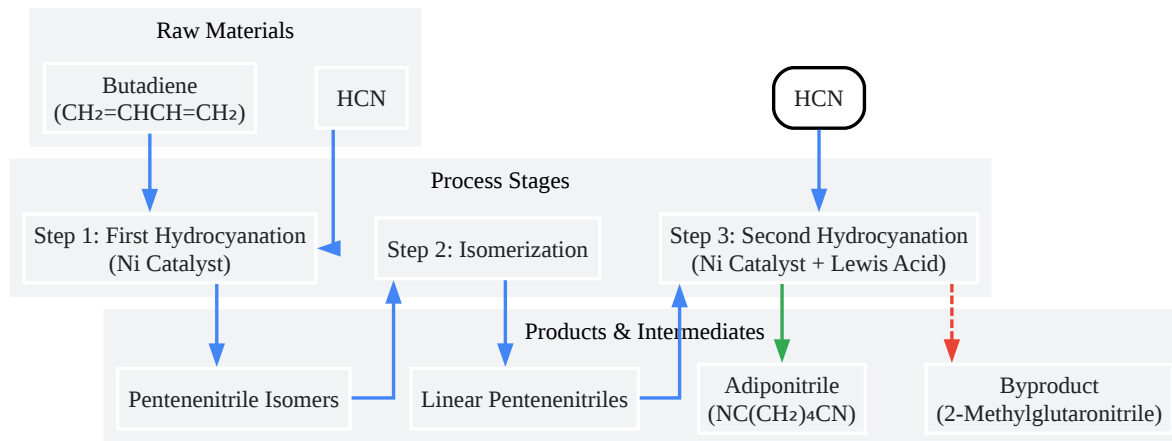 Raw Materials
Butadiene
(CH₂=CHCH=CH₂)
HCN
HCN
Process Stages
Step 1: First Hydrocyanation
(Ni Catalyst)
Step 2: Isomerization
Step 3: Second Hydrocyanation
(Ni Catalyst + Lewis Acid)
Products & Intermediates
Pentenenitrile Isomers
Linear Pentenenitriles
Adiponitrile
(NC(CH₂)₄CN)
Byproduct
(2-Methylglutaronitrile)